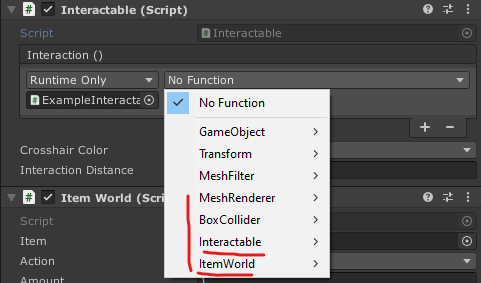 Interactable (Script)
Script
Interactable
Interaction ()
Runtime Only
No Function
ExampleInteracta
No Function
GameObject
Transform
MeshFilter
MeshRenderer
BoxCollider
Interactable
ItemWorld
Crosshair Color
Interaction Distance
Item World (Scri
Script
Item
Action
Amount